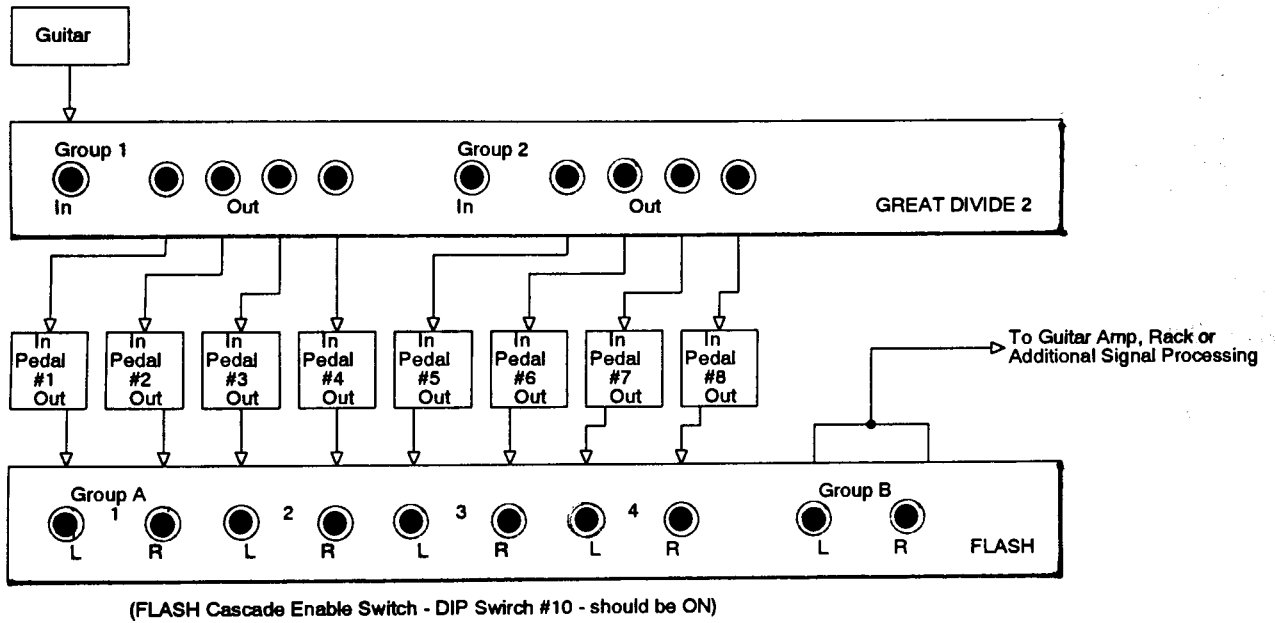 Guitar
Group 1
Group 2
In
Out
In
Out
GREAT DIVIDE 2
In
Pedal
#1
Out
In
Pedal
#2
Out
In
Pedal
#3
Out
In
Pedal
#4
Out
In
Pedal
#5
Out
In
Pedal
#6
Out
In
Pedal
#7
Out
In
Pedal
#8
Out
To Guitar Amp, Rack or
Additional Signal Processing
Group A
1
2
3
4
Group B
L
R
L
R
L
R
L
R
L
R
FLASH
(FLASH Cascade Enable Switch - DIP Swirch #10 - should be ON)